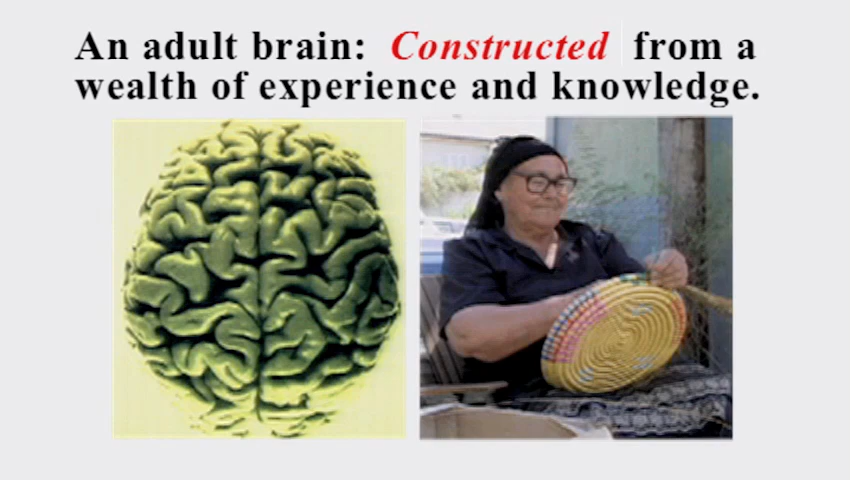 An adult brain: Constructed from a
wealth of experience and knowledge.